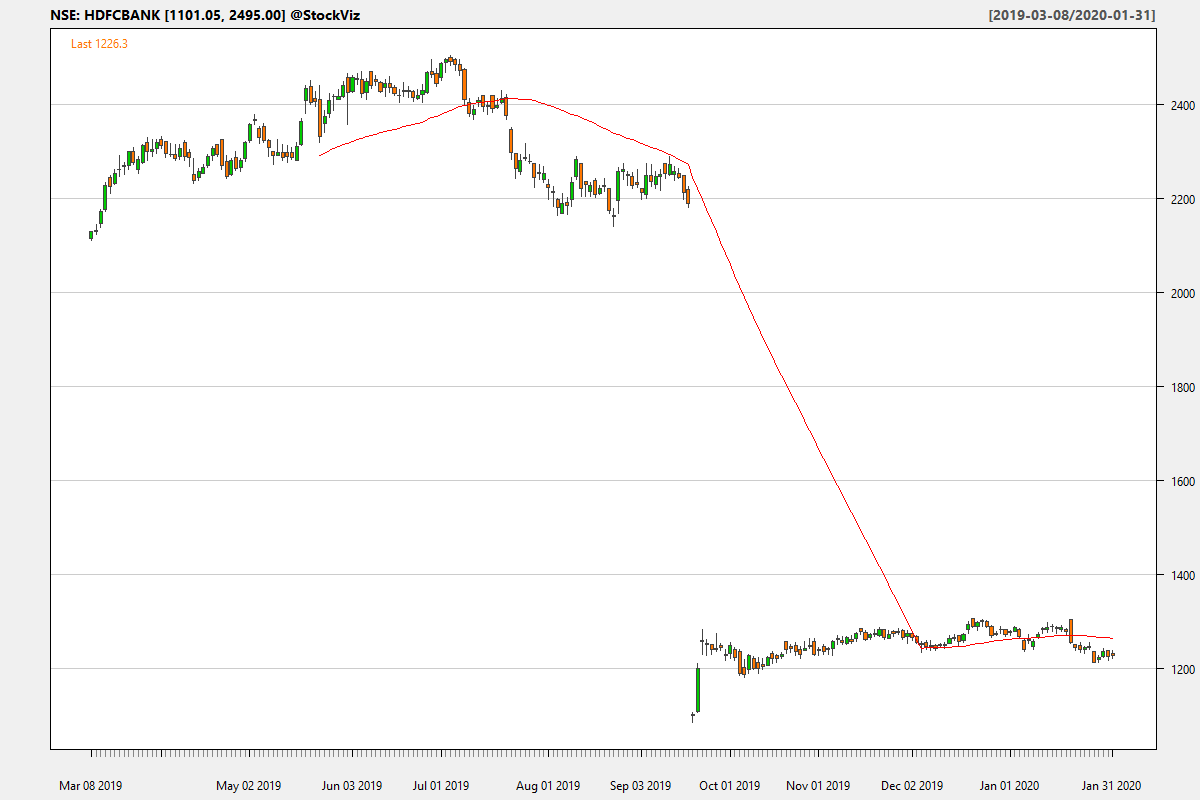 NSE: HDFCBANK [1101.05, 2495.00] @StockViz
[2019-03-08/2020-01-31]
Last 1226.3
2400
2200
2000
1800
1600
1400
1200
Mar 08 2019
May 02 2019
Jun 03 2019
Jul 01 2019
Aug 01 2019
Sep 03 2019
Oct 01 2019
Nov 01 2019
Dec 02 2019
Jan 01 2020
Jan 31 2020